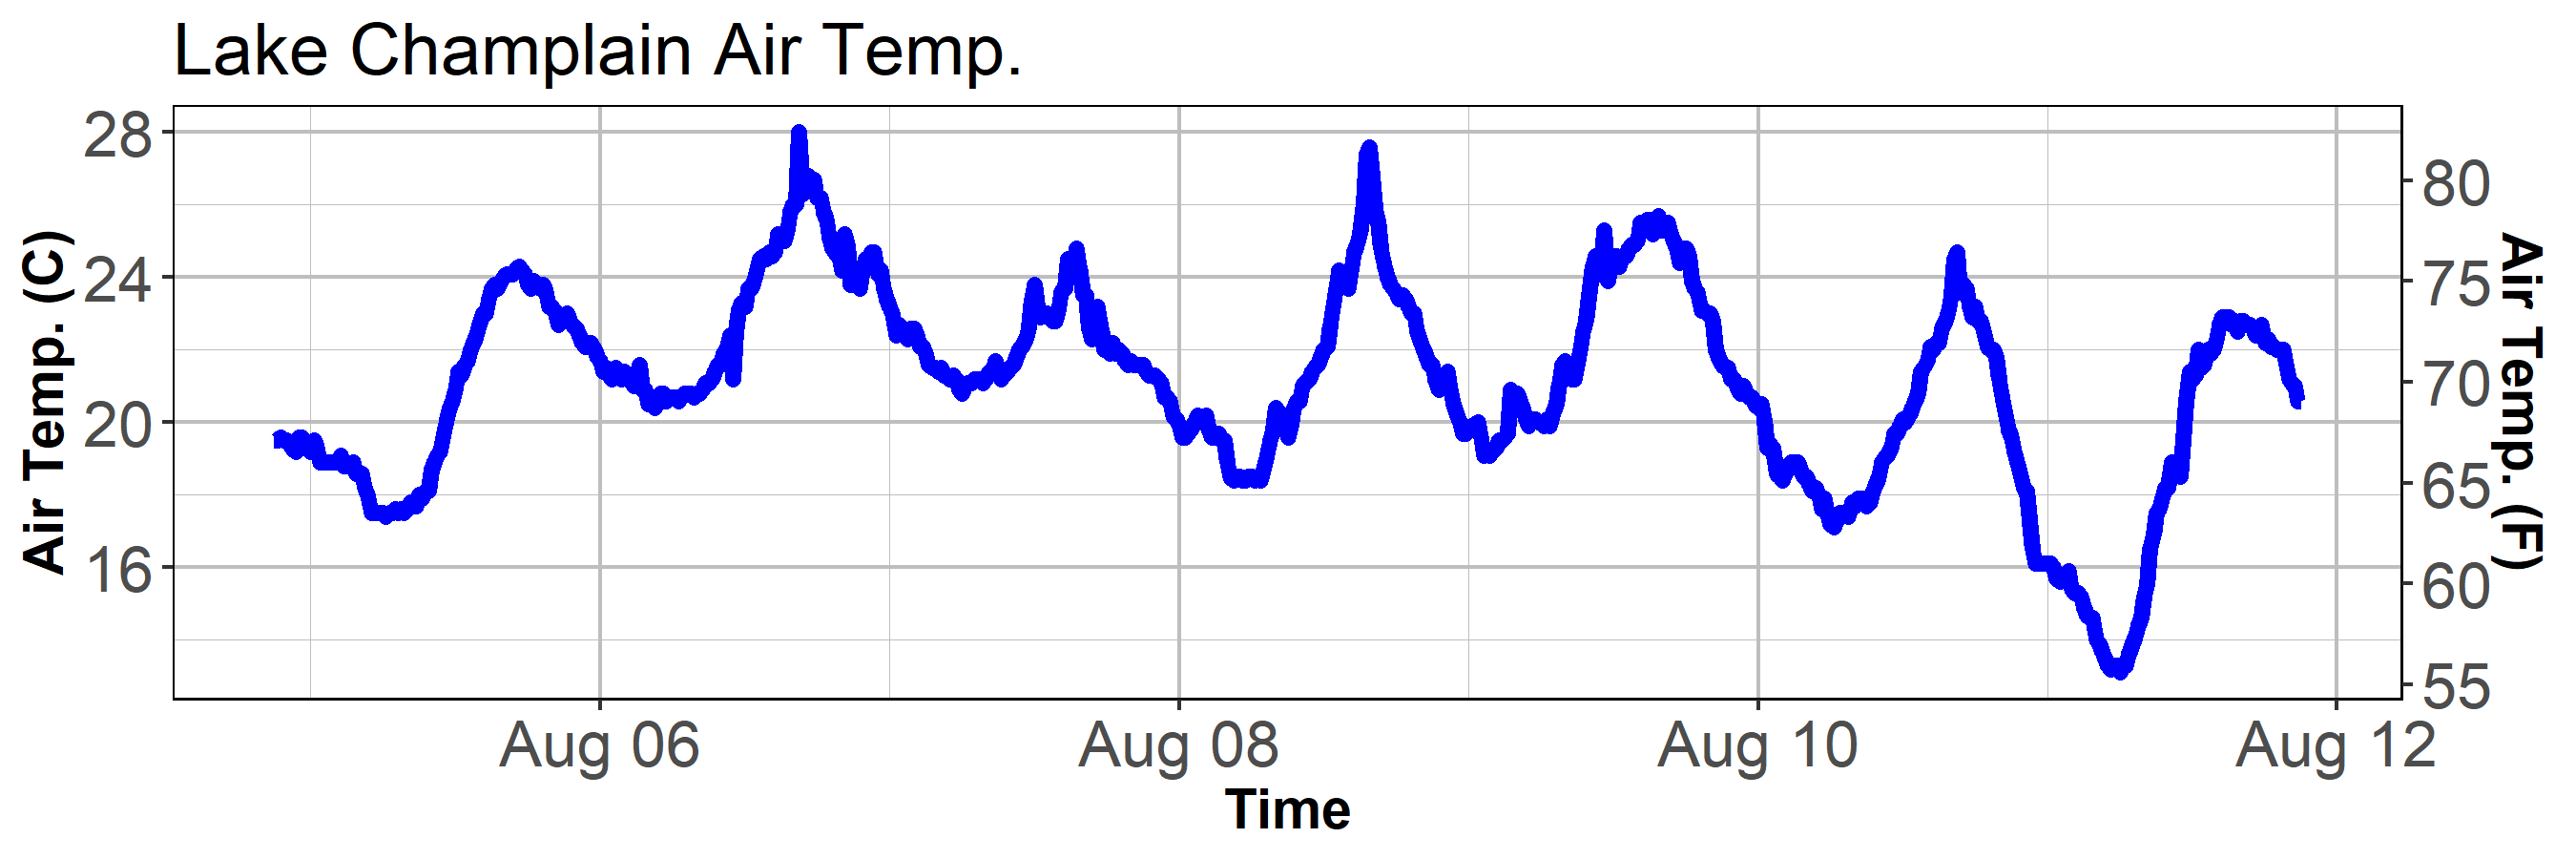 Lake Champlain Air Temp.
Air Temp. (C)
28
24
20
16
80
75
70
65
60
55
Air Temp. (F)
Aug 06 Aug 08 Aug 10 Aug 12
Time